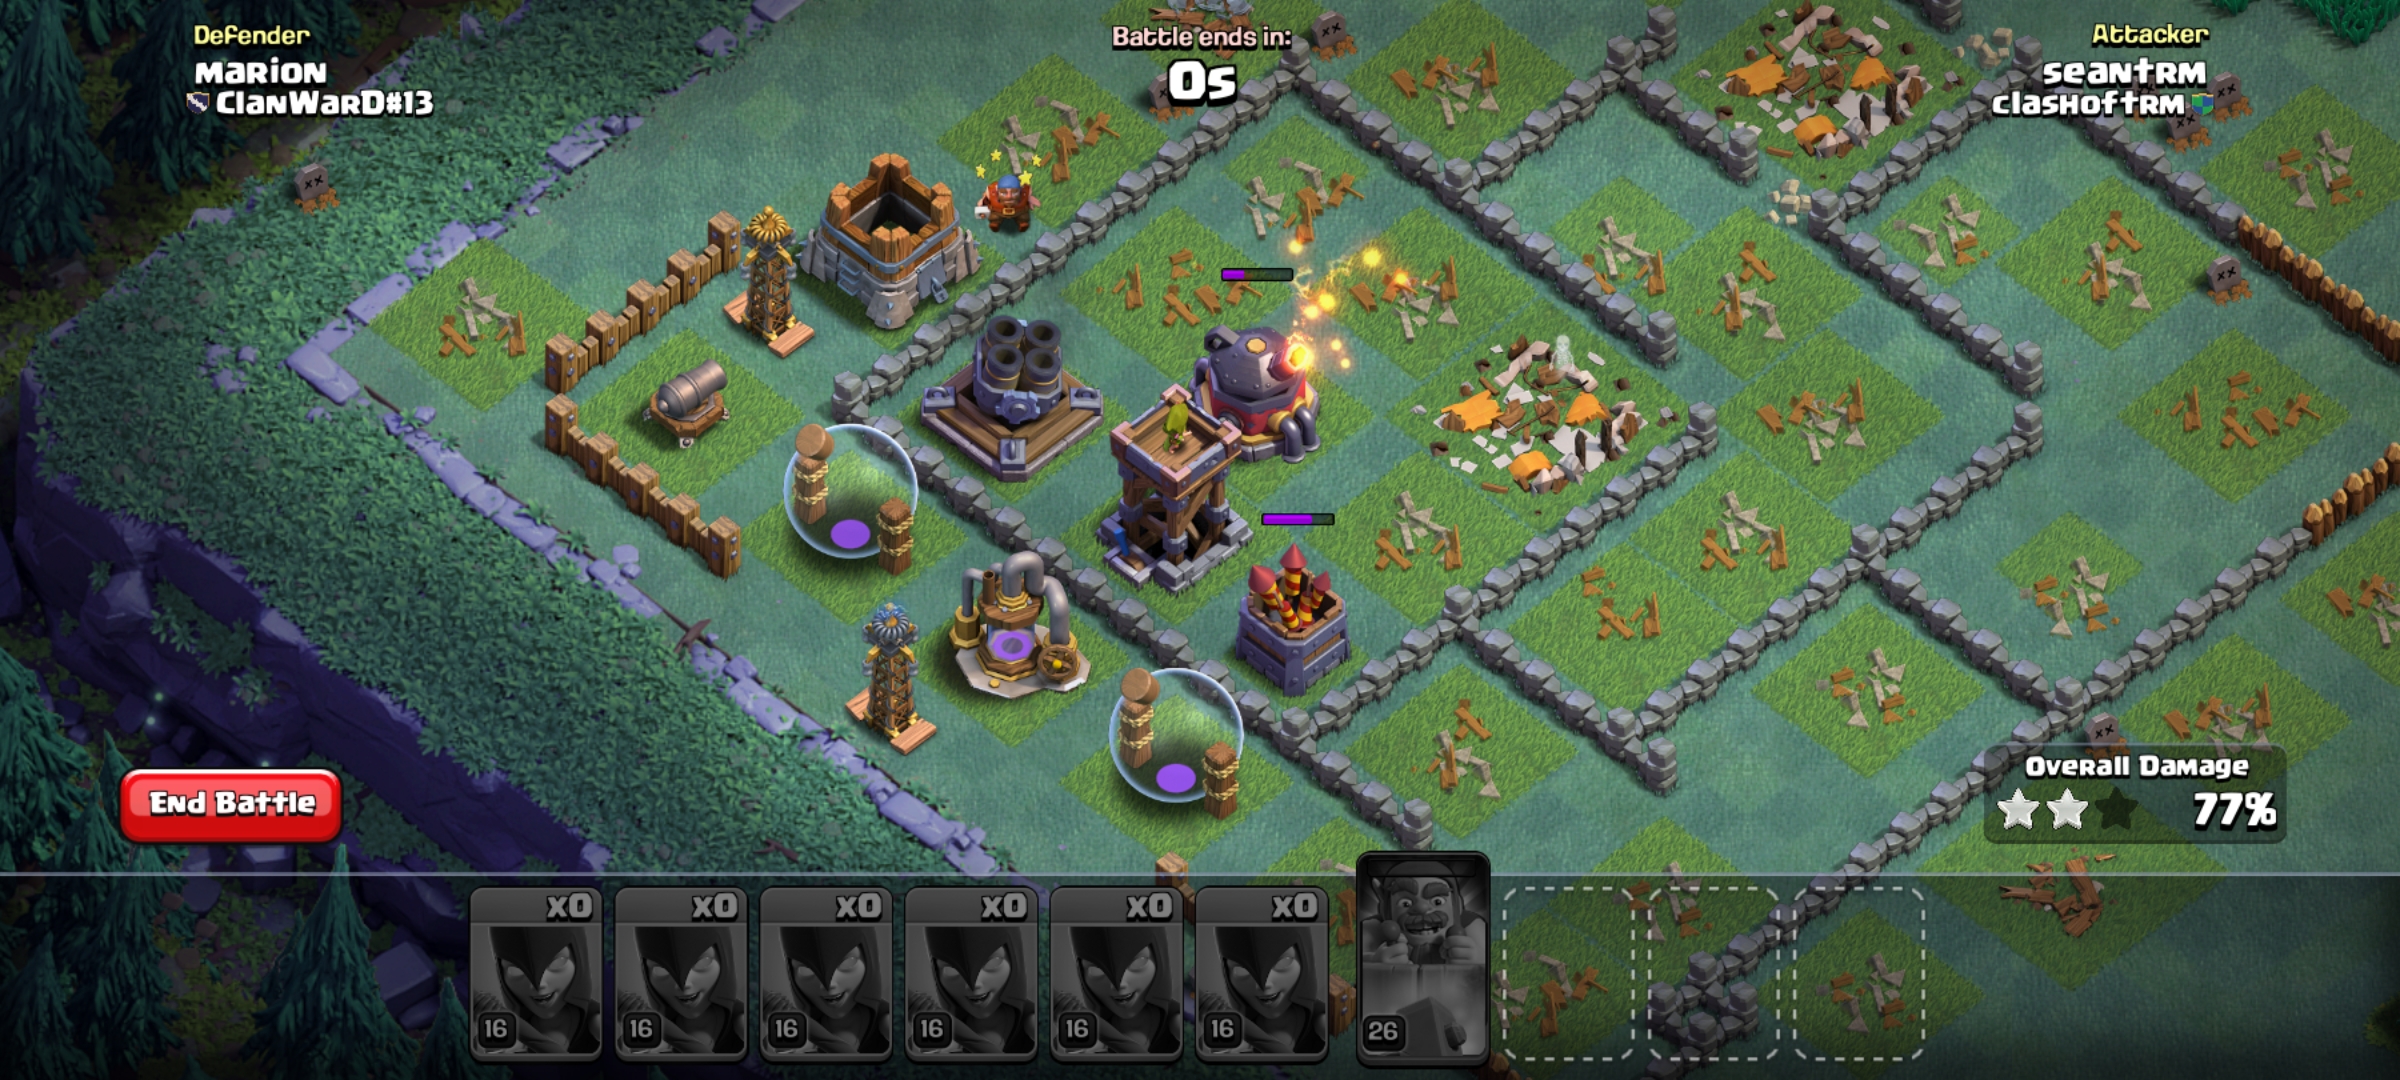 Defender
marion
ClanWarD#13
Battle ends in:
0s
Attacker
seantrm
clashoftrm
End Battle
Overall Damage
77%
x0 x0 x0 x0 x0 x0
16 16 16 16 16 16 26